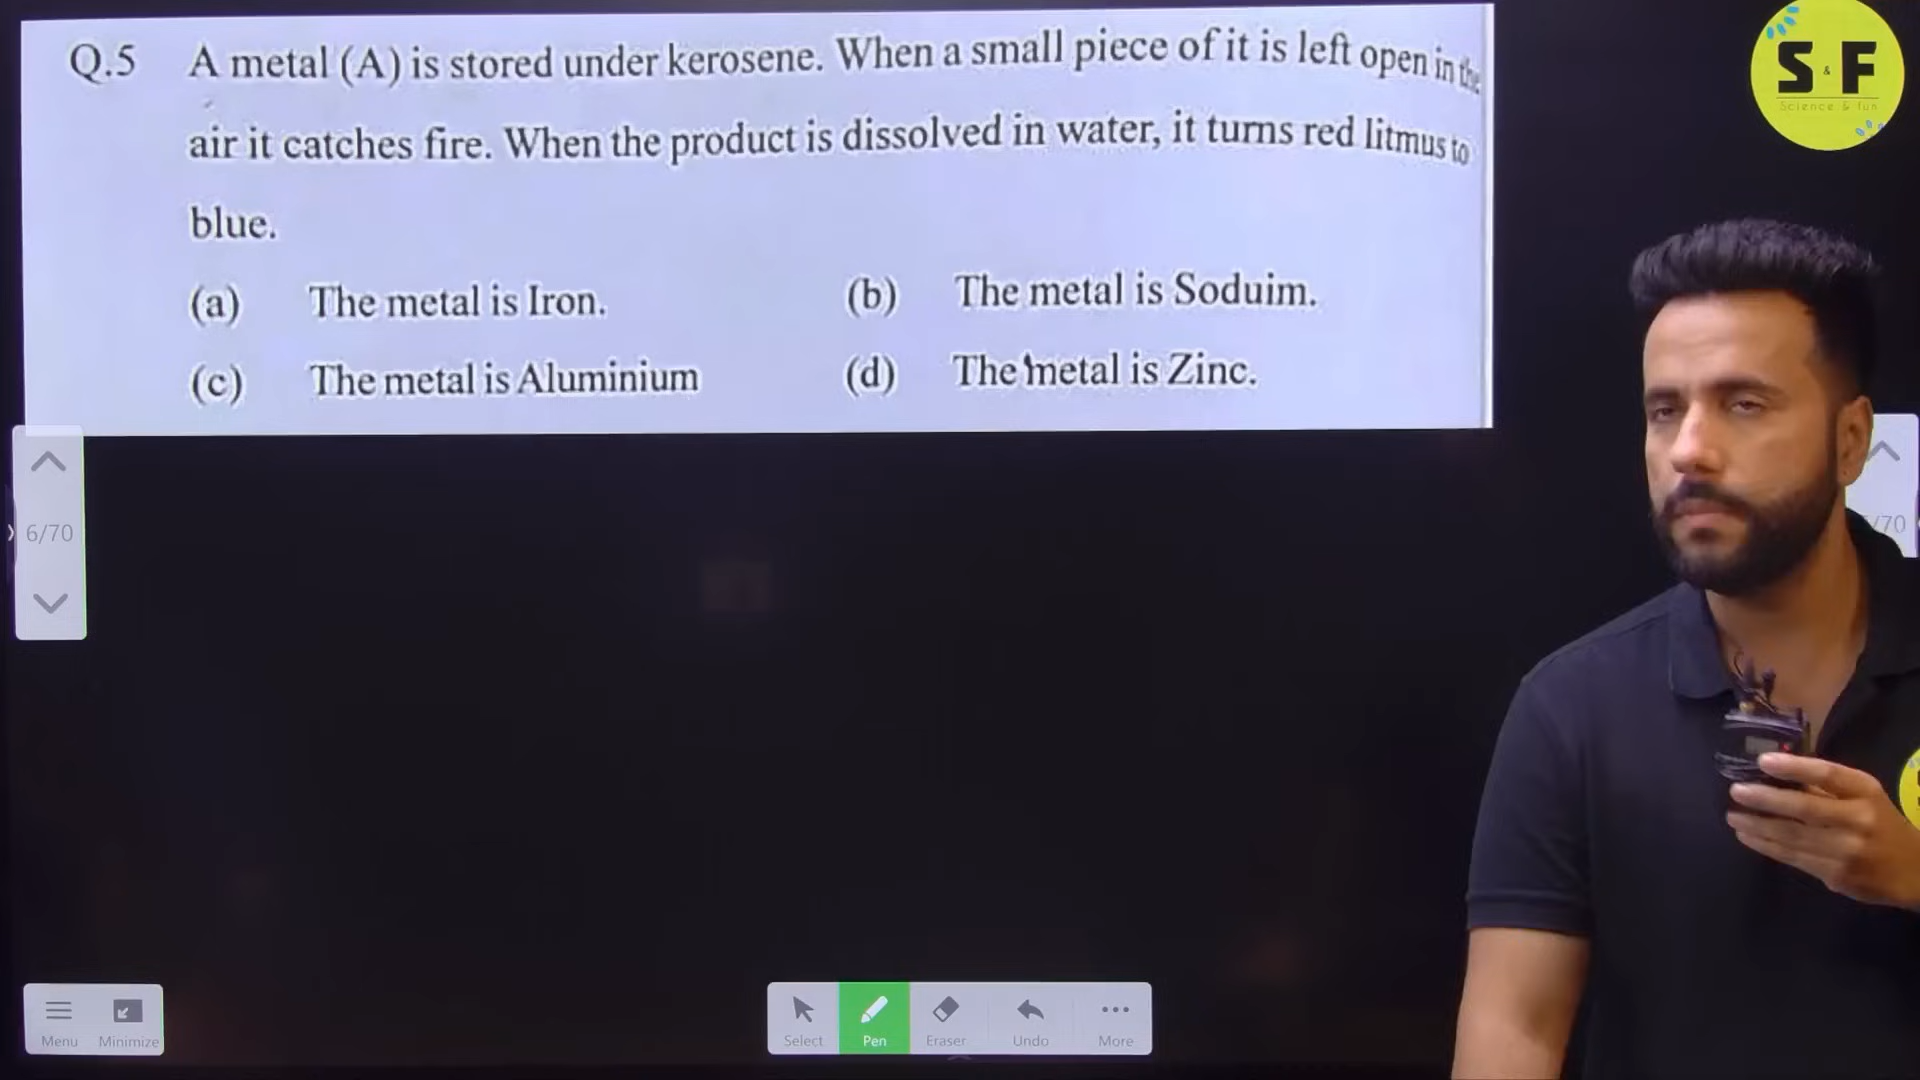 S & F
Science & fun
Q.5 A metal (A) is stored under kerosene. When a small piece of it is left open in the
air it catches fire. When the product is dissolved in water, it turns red litmus to
blue.
(a) The metal is Iron. (b) The metal is Soduim.
(c) The metal is Aluminium (d) The metal is Zinc.
6/70
/70
Menu Minimize Select Pen Eraser Undo More